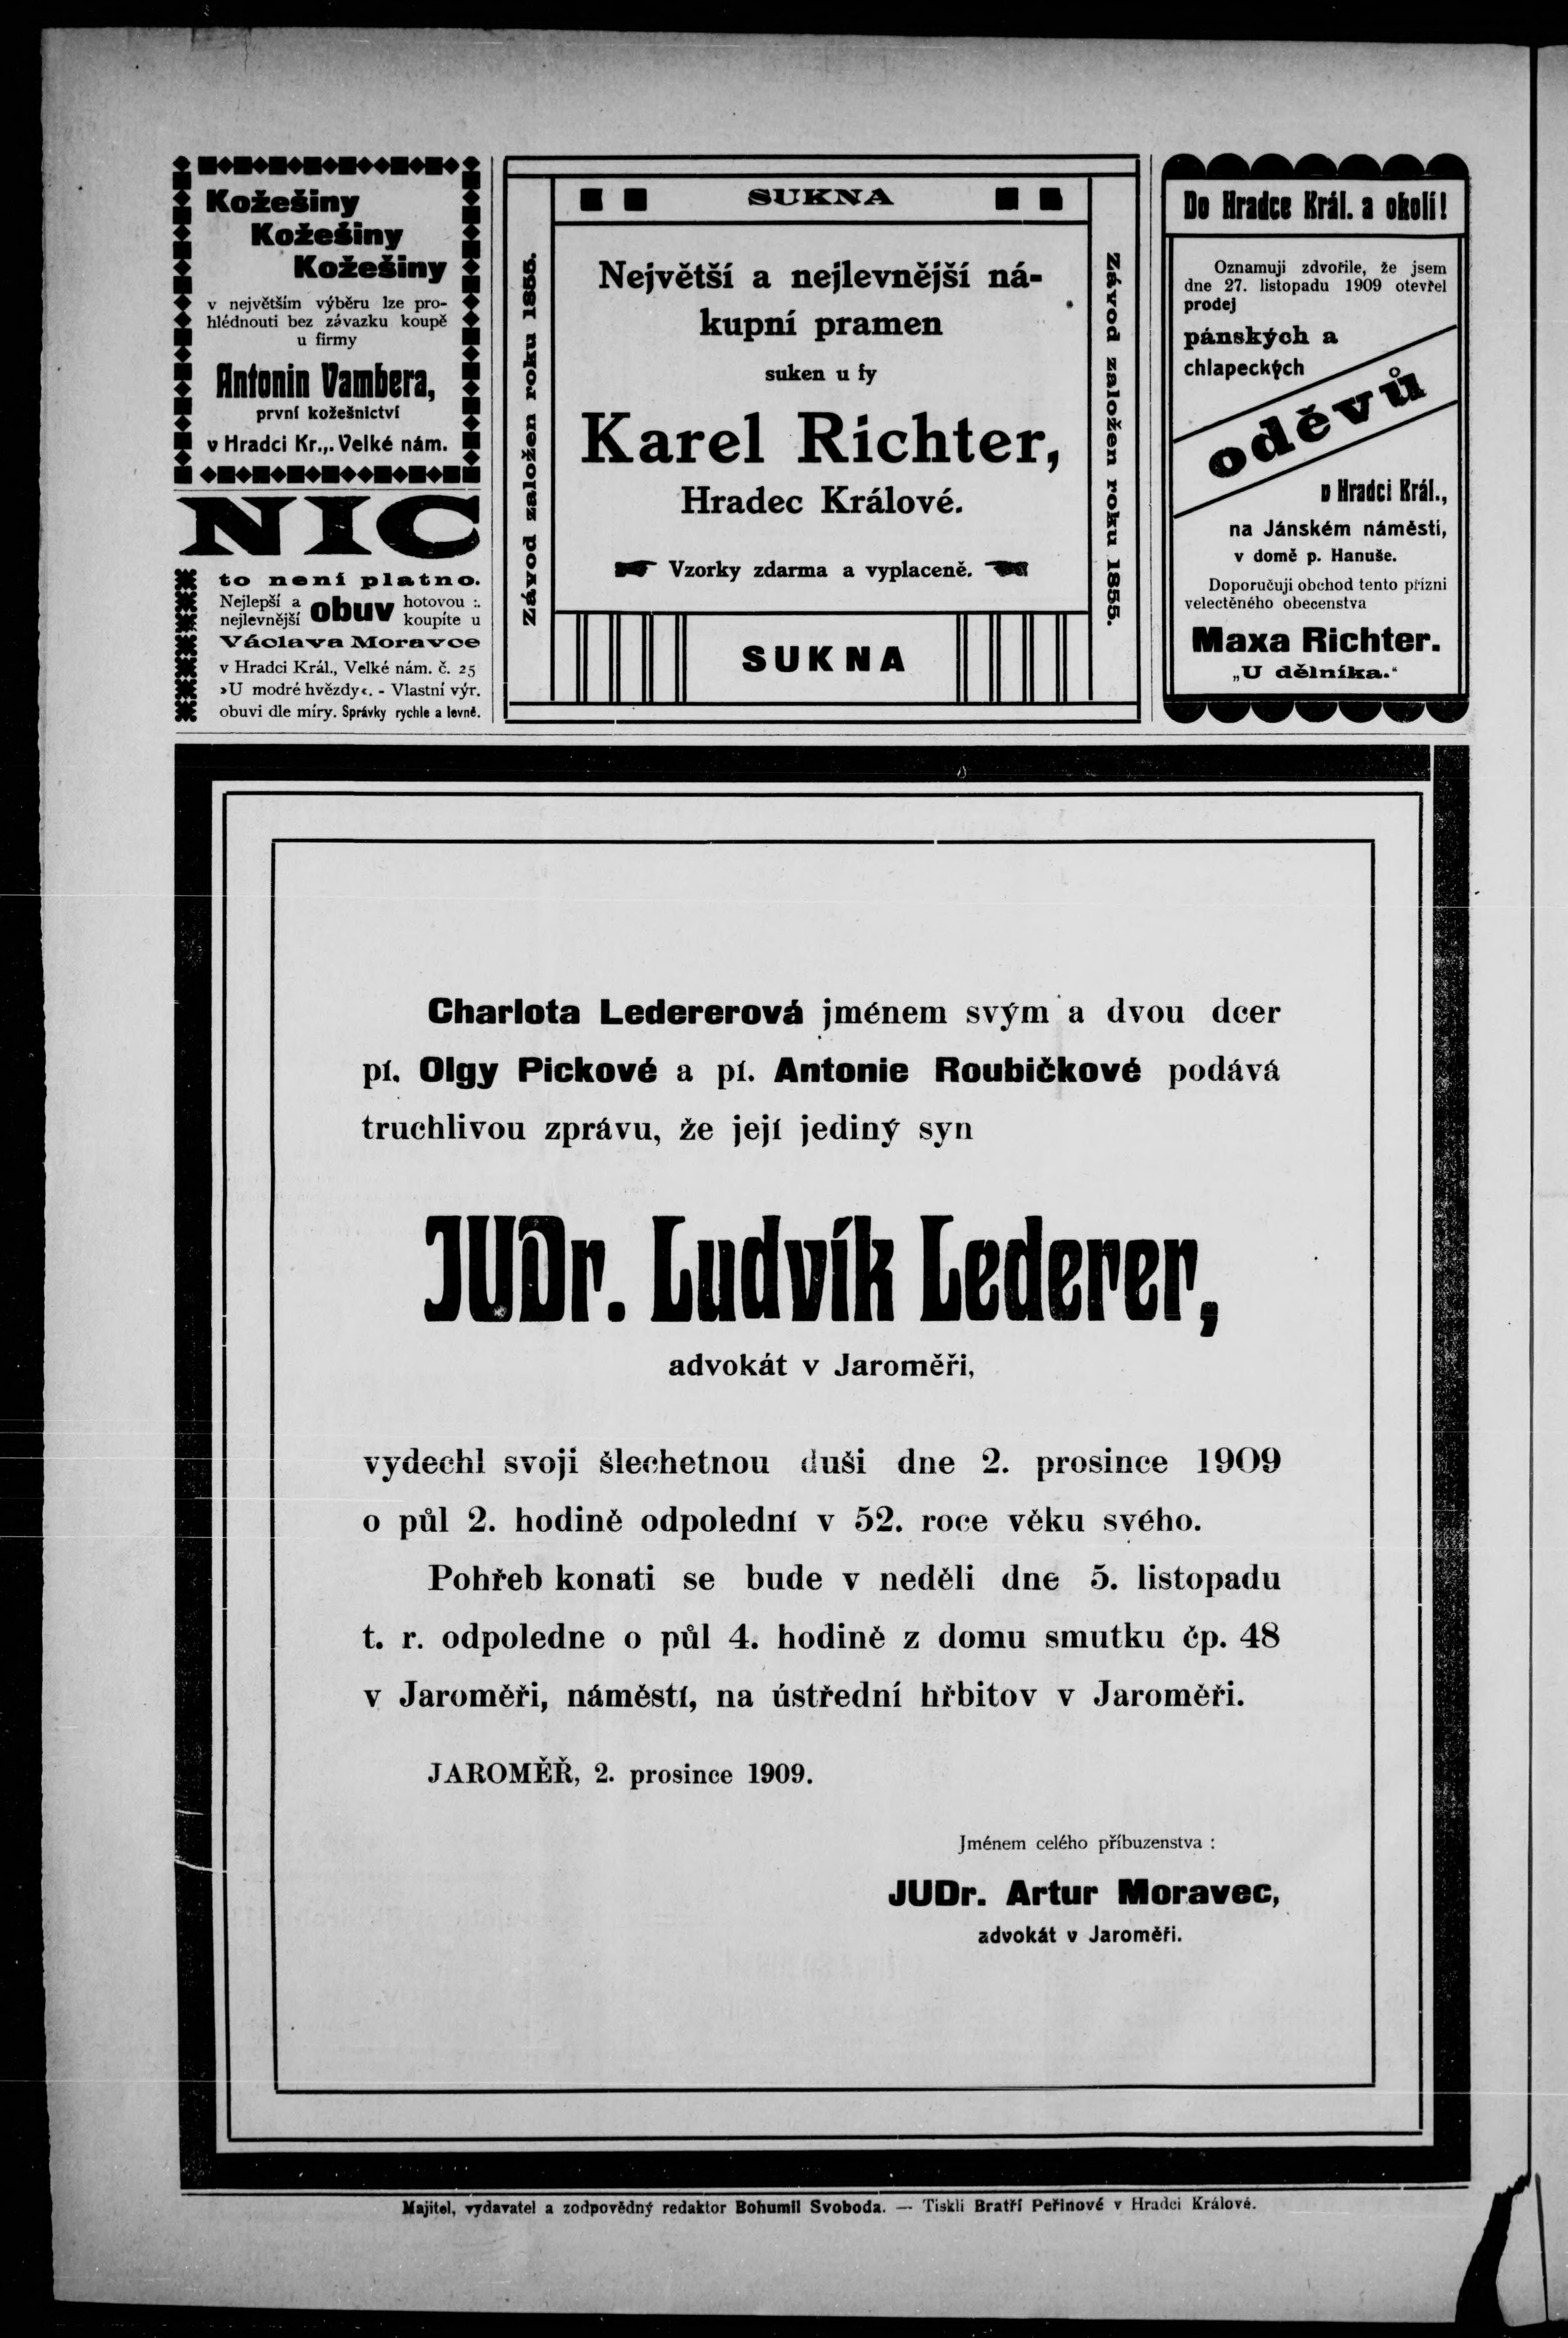 Kožešiny
Kožešiny
Kožešiny
v největším výběru lze pro-
hlédnouti bez závazku koupě
u firmy
Antonin Vambera,
první kožešnictví
v Hradci Kr.,. Velké nám.
NIC
to není platno.
Nejlepší a nejlevnější obuv hotovou :. koupíte u
Václava Moravce
v Hradci Král., Velké nám. č. 25
»U modré hvězdy«. - Vlastní výr.
obuvi dle míry. Správky rychle a levně.
Závod založen roku 1855.
SUKNA
Největší a nejlevnější ná-
kupní pramen
suken u fy
Karel Richter,
Hradec Králové.
Vzorky zdarma a vyplaceně.
SUKNA
Závod založen roku 1855.
Do Hradce Král. a okolí!
Oznamuji zdvořile, že jsem
dne 27. listopadu 1909 otevřel
prodej
pánských a
chlapeckých
oděvů
v Hradci Král.,
na Jánském náměstí,
v domě p. Hanuše.
Doporučuji obchod tento přízni
velectěného obecenstva
Maxa Richter.
„U dělníka.“
Charlota Ledererová jménem svým a dvou dcer
pí. Olgy Pickové a pí. Antonie Roubičkové podává
truchlivou zprávu, že její jediný syn
JUDr. Ludvík Lederer,
advokát v Jaroměři,
vydechl svoji šlechetnou duši dne 2. prosince 1909
o půl 2. hodině odpolední v 52. roce věku svého.
Pohřeb konati se bude v neděli dne 5. listopadu
t. r. odpoledne o půl 4. hodině z domu smutku čp. 48
v Jaroměři, náměstí, na ústřední hřbitov v Jaroměři.
JAROMĚŘ, 2. prosince 1909.
Jménem celého příbuzenstva :
JUDr. Artur Moravec,
advokát v Jaroměři.
Majitel, vydavatel a zodpovědný redaktor Bohumil Svoboda. — Tiskli Bratří Peřinové v Hradci Králové.